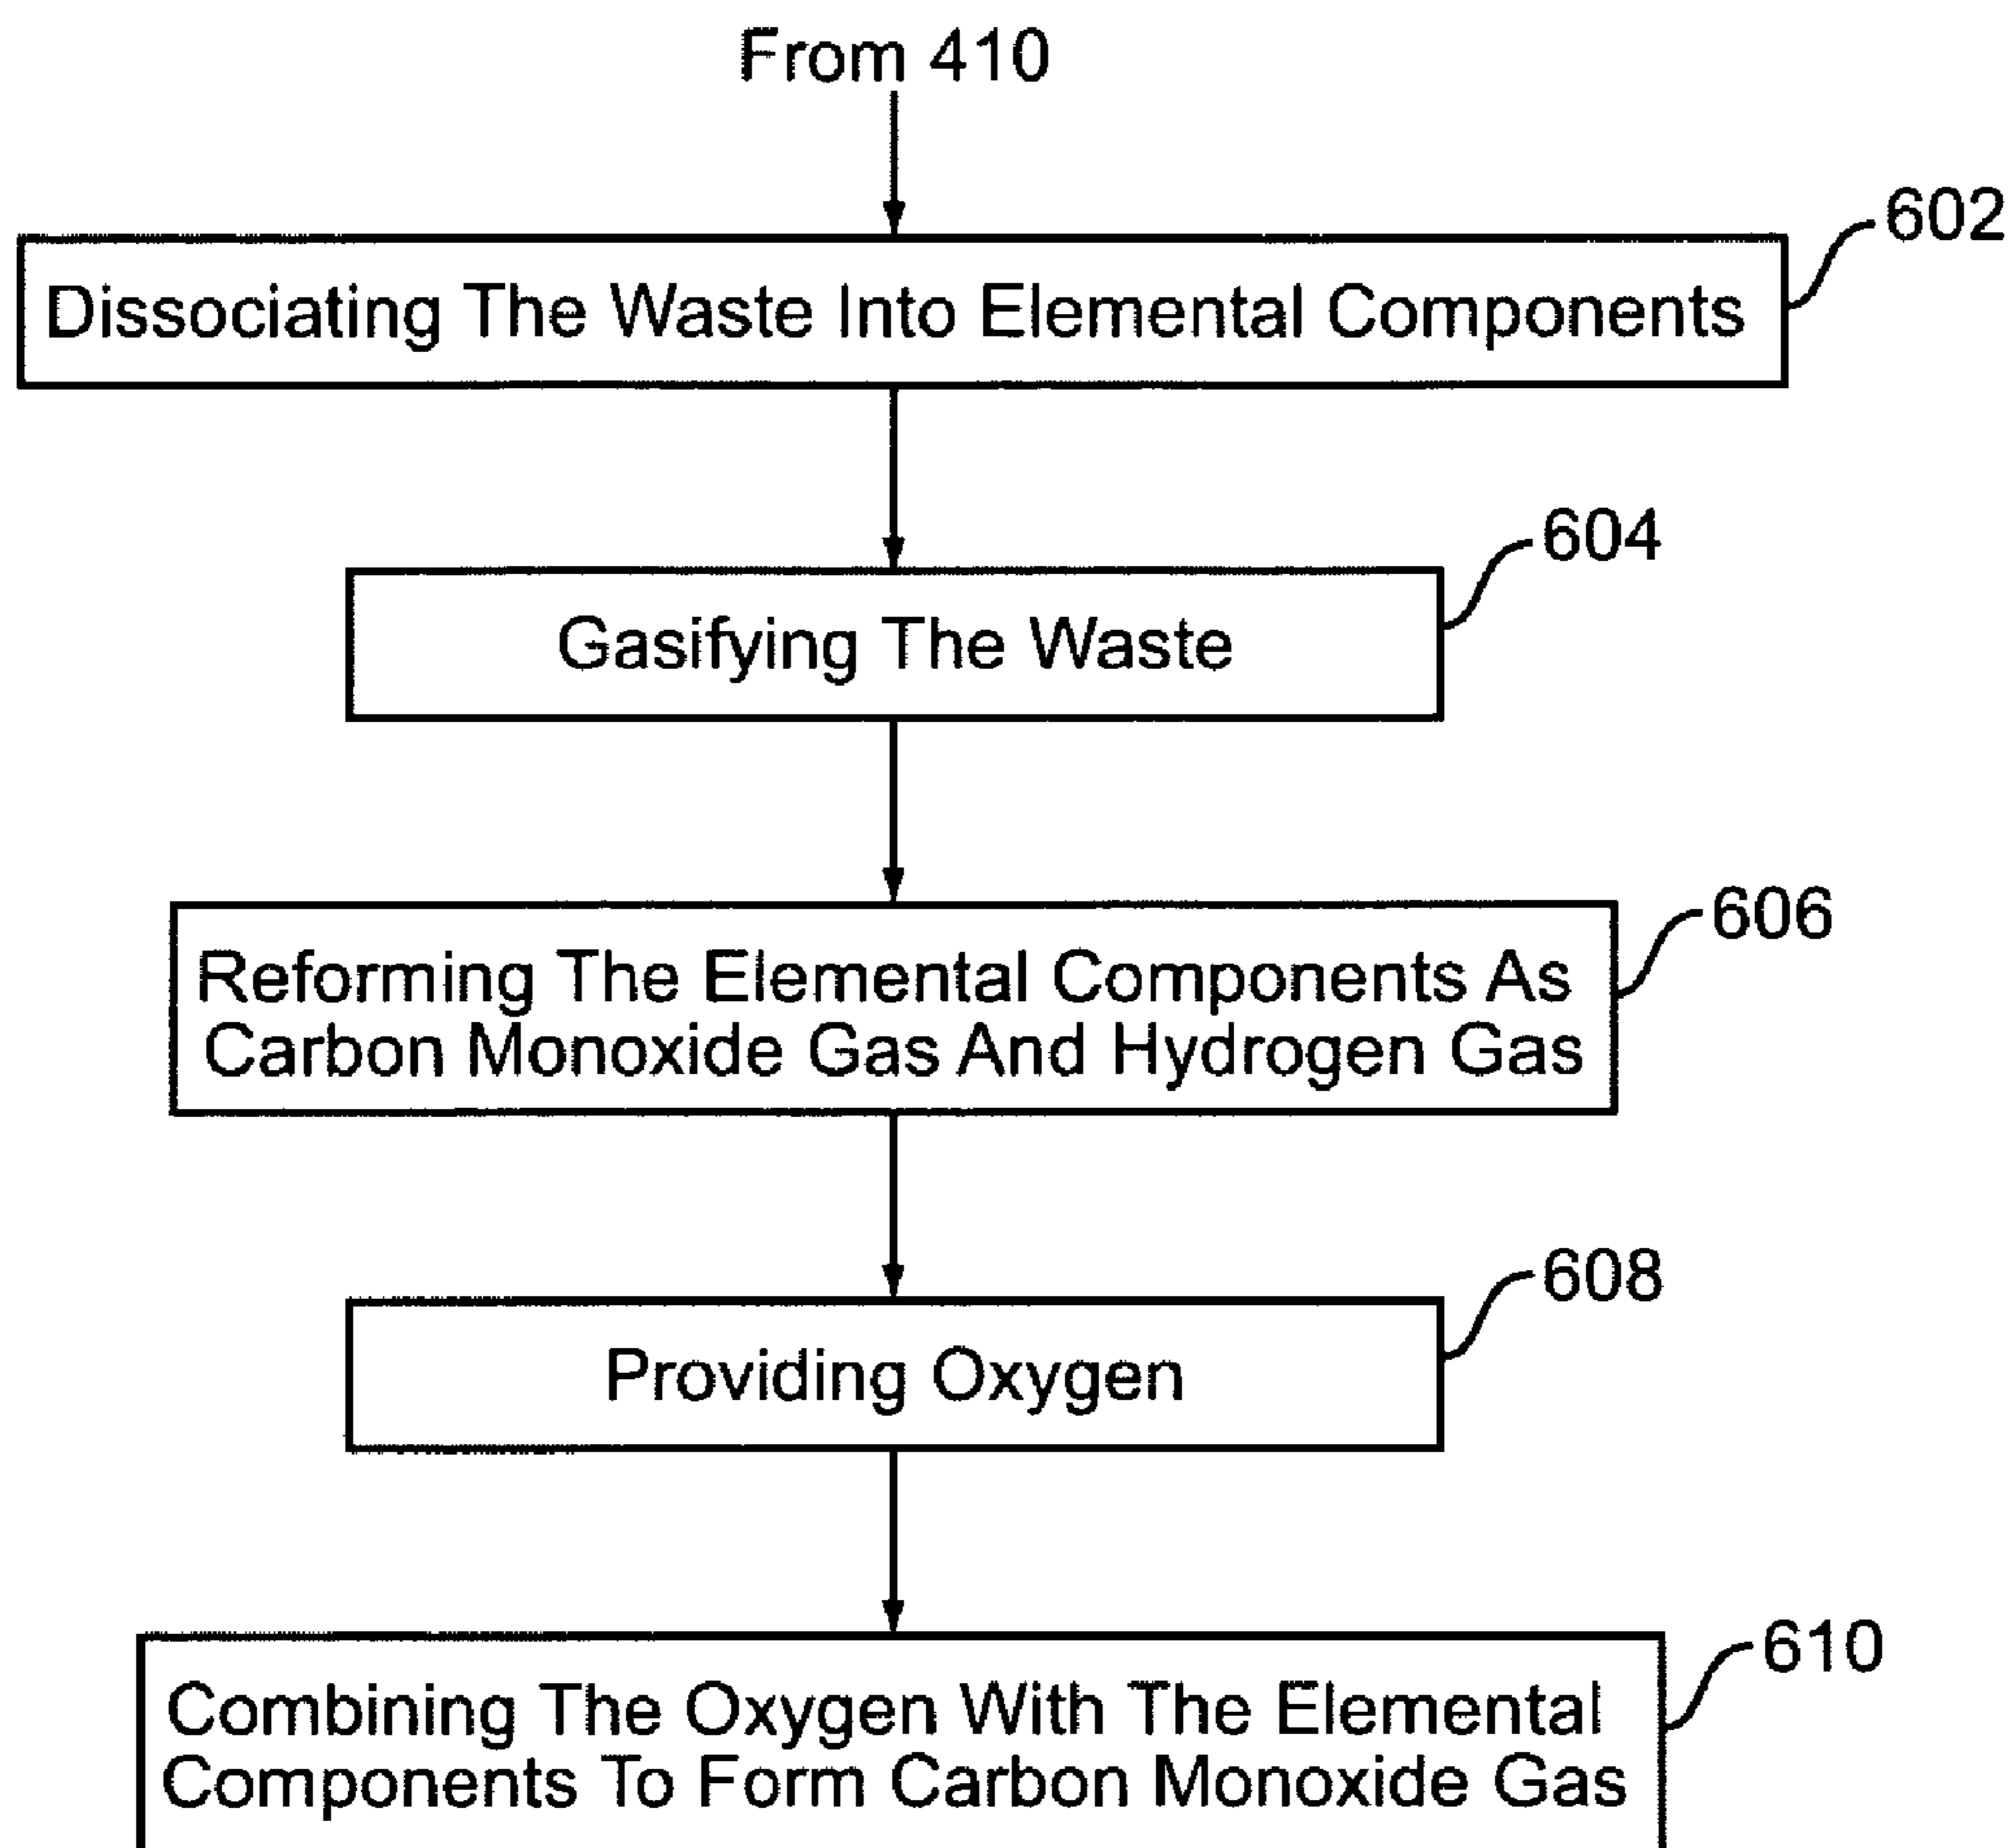 From 410
602
Dissociating The Waste Into Elemental Components
604
Gasifying The Waste
606
Reforming The Elemental Components As
Carbon Monoxide Gas And Hydrogen Gas
608
Providing Oxygen
610
Combining The Oxygen With The Elemental
Components To Form Carbon Monoxide Gas